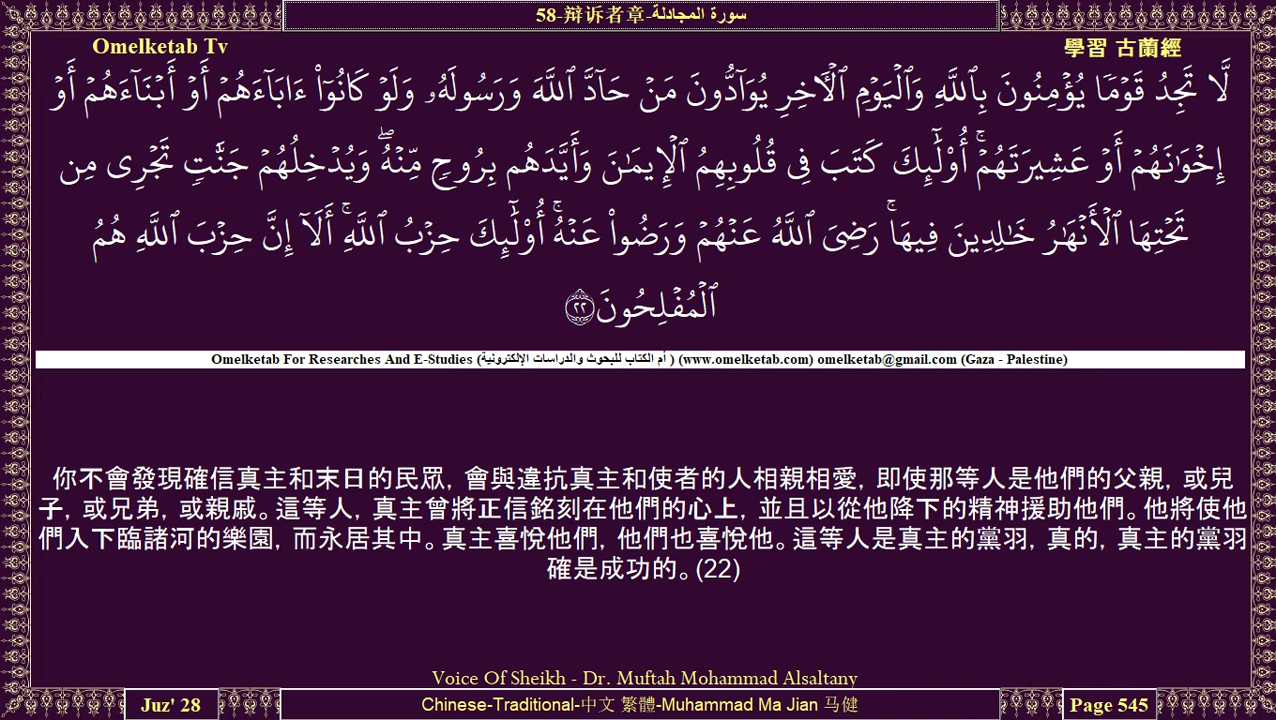 58-辩诉者章-سورة المجادلة
Omelketab Tv
學習 古蘭經
لَّا تَجِدُ قَوْمًا يُؤْمِنُونَ بِٱللَّهِ وَٱلْيَوْمِ ٱلْـَٔاخِرِ يُوَآدُّونَ مَنْ حَآدَّ ٱللَّهَ وَرَسُولَهُۥ وَلَوْ كَانُوٓا۟ ءَابَآءَهُمْ أَوْ أَبْنَآءَهُمْ أَوْ
إِخْوَٰنَهُمْ أَوْ عَشِيرَتَهُمْ ۚ أُو۟لَٰٓئِكَ كَتَبَ فِى قُلُوبِهِمُ ٱلْإِيمَٰنَ وَأَيَّدَهُم بِرُوحٍ مِّنْهُ ۖ وَيُدْخِلُهُمْ جَنَّٰتٍ تَجْرِى مِن
تَحْتِهَا ٱلْأَنْهَٰرُ خَٰلِدِينَ فِيهَا ۚ رَضِىَ ٱللَّهُ عَنْهُمْ وَرَضُوا۟ عَنْهُ ۚ أُو۟لَٰٓئِكَ حِزْبُ ٱللَّهِ ۚ أَلَآ إِنَّ حِزْبَ ٱللَّهِ هُمُ
ٱلْمُفْلِحُونَ ٢٢
Omelketab For Researches And E-Studies (أم الكتاب للبحوث والدراسات الإلكترونية ) (www.omelketab.com) omelketab@gmail.com (Gaza - Palestine)
你不會發現確信真主和末日的民眾, 會與違抗真主和使者的人相親相愛, 即使那等人是他們的父親, 或兒
子, 或兄弟, 或親戚。這等人, 真主曾將正信銘刻在他們的心上, 並且以從他降下的精神援助他們。他將使他
們入下臨諸河的樂園, 而永居其中。真主喜悅他們, 他們也喜悅他。這等人是真主的黨羽, 真的, 真主的黨羽
確是成功的。(22)
Voice Of Sheikh - Dr. Muftah Mohammad Alsaltany
Juz' 28
Chinese-Traditional-中文 繁體-Muhammad Ma Jian 马健
Page 545